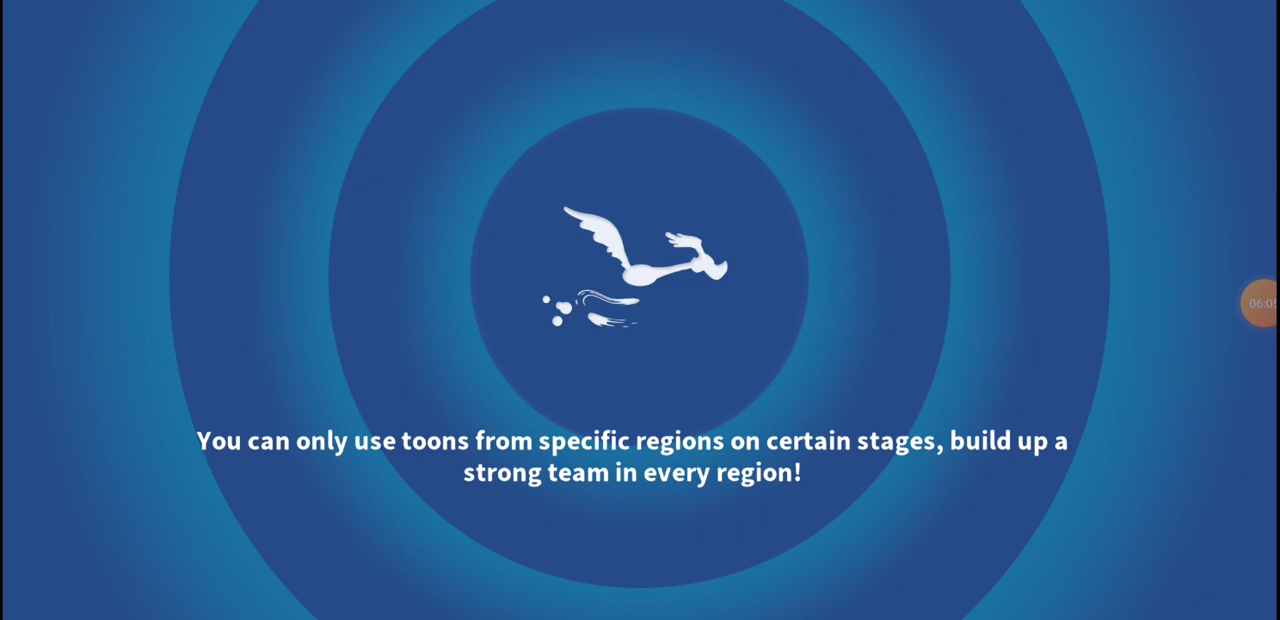 You can only use toons from specific regions on certain stages, build up a
strong team in every region!